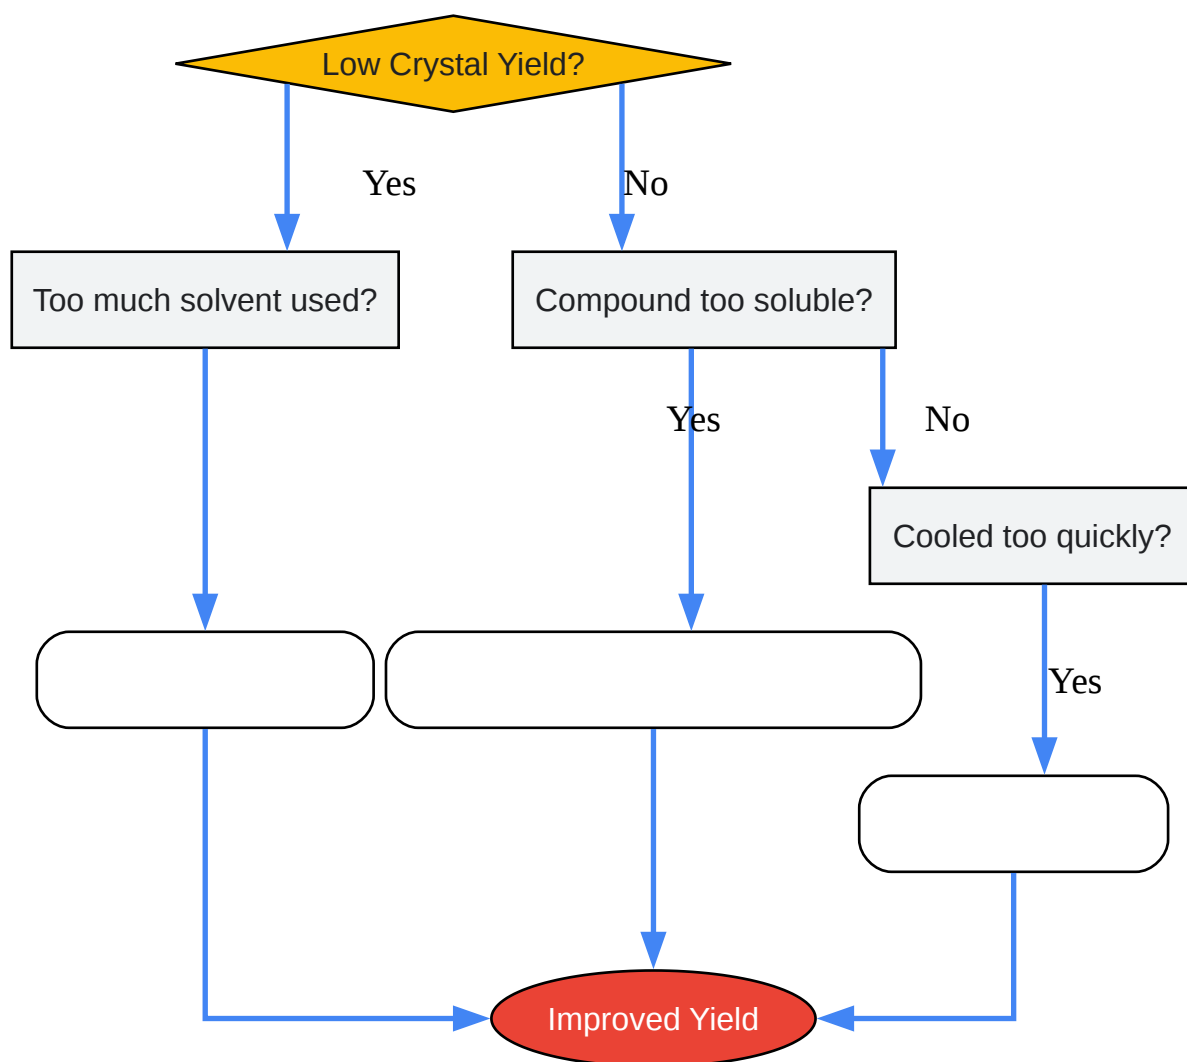 Low Crystal Yield?
Yes
No
Too much solvent used?
Compound too soluble?
Yes
No
Cooled too quickly?
Yes
Improved Yield